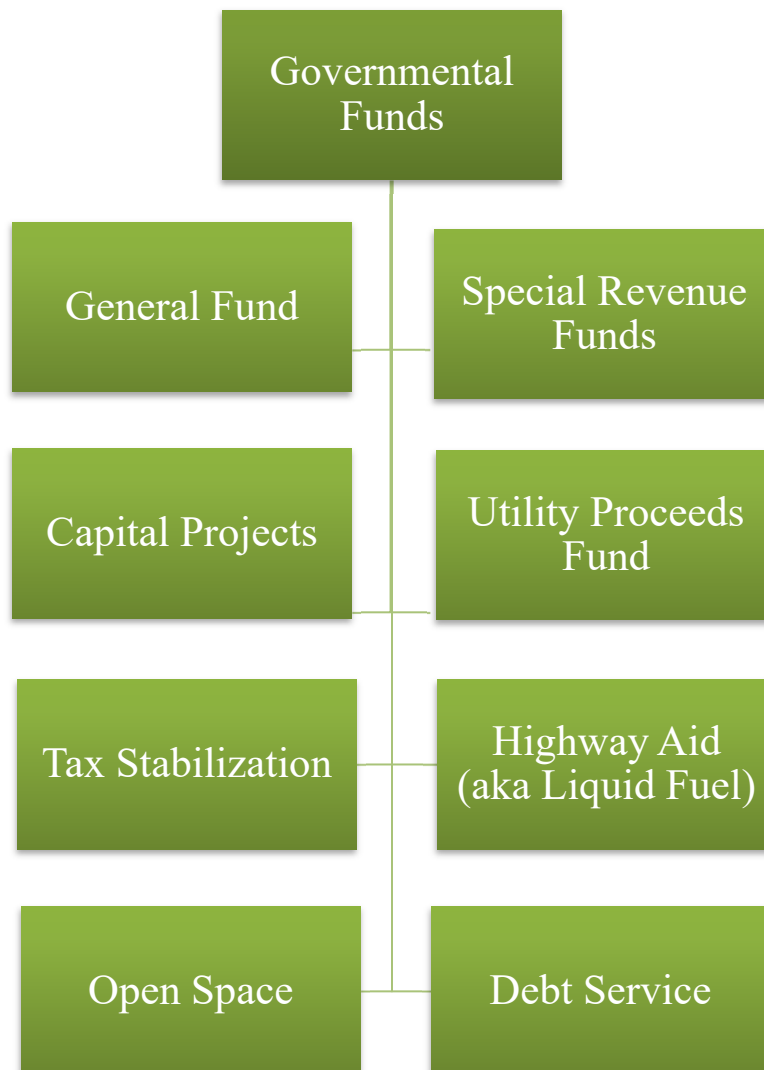 Governmental
Funds
General Fund
Special Revenue
Funds
Capital Projects
Utility Proceeds
Fund
Tax Stabilization
Highway Aid
(aka Liquid Fuel)
Open Space
Debt Service